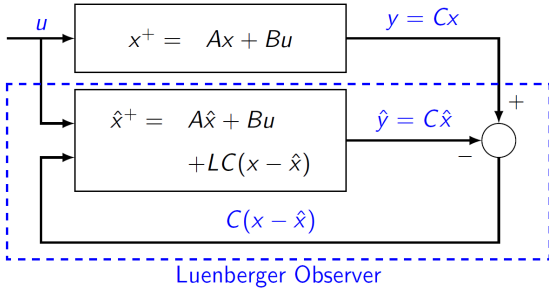 u
x⁺ = Ax + Bu
y = Cx
+
x̂⁺ = Ax̂ + Bu
+LC(x − x̂)
ŷ = Cx̂
−
C(x − x̂)
Luenberger Observer